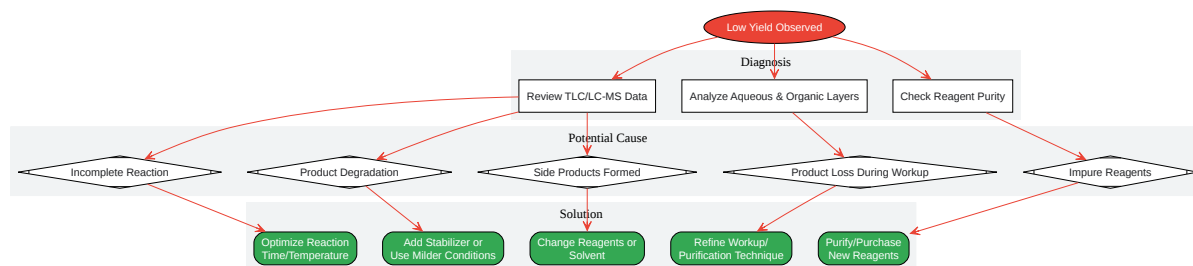 Low Yield Observed
Diagnosis
Review TLC/LC-MS Data
Analyze Aqueous & Organic Layers
Check Reagent Purity
Potential Cause
Incomplete Reaction
Product Degradation
Side Products Formed
Product Loss During Workup
Impure Reagents
Solution
Optimize Reaction
Time/Temperature
Add Stabilizer or
Use Milder Conditions
Change Reagents or
Solvent
Refine Workup/
Purification Technique
Purify/Purchase
New Reagents